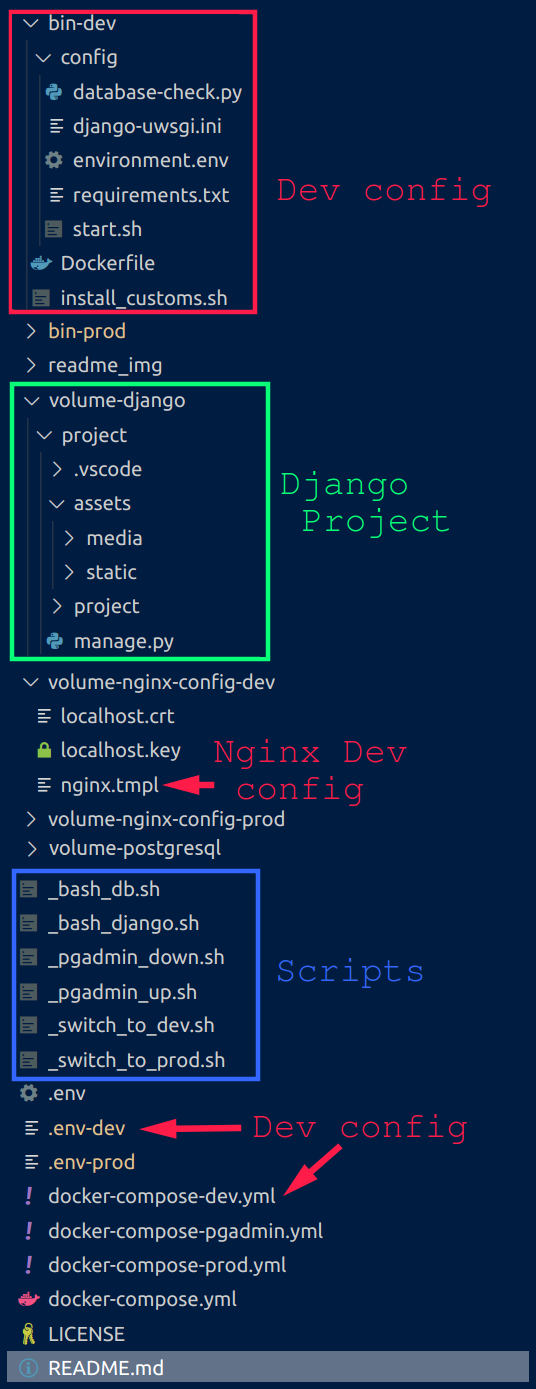 bin-dev
config
database-check.py
django-uwsgi.ini
environment.env
Dev config
requirements.txt
start.sh
Dockerfile
install_customs.sh
bin-prod
readme_img
volume-django
project
.vscode
Django
assets
Project
media
static
project
manage.py
volume-nginx-config-dev
localhost.crt
localhost.key
Nginx Dev
nginx.tmpl
config
volume-nginx-config-prod
volume-postgresql
_bash_db.sh
_bash_django.sh
_pgadmin_down.sh
Scripts
_pgadmin_up.sh
_switch_to_dev.sh
_switch_to_prod.sh
.env
.env-dev
Dev config
.env-prod
docker-compose-dev.yml
docker-compose-pgadmin.yml
docker-compose-prod.yml
docker-compose.yml
LICENSE
README.md